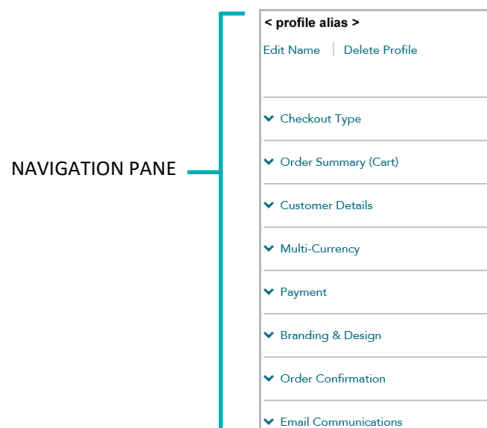 < profile alias >
Edit Name | Delete Profile
Checkout Type
Order Summary (Cart)
NAVIGATION PANE
Customer Details
Multi-Currency
Payment
Branding & Design
Order Confirmation
Email Communications